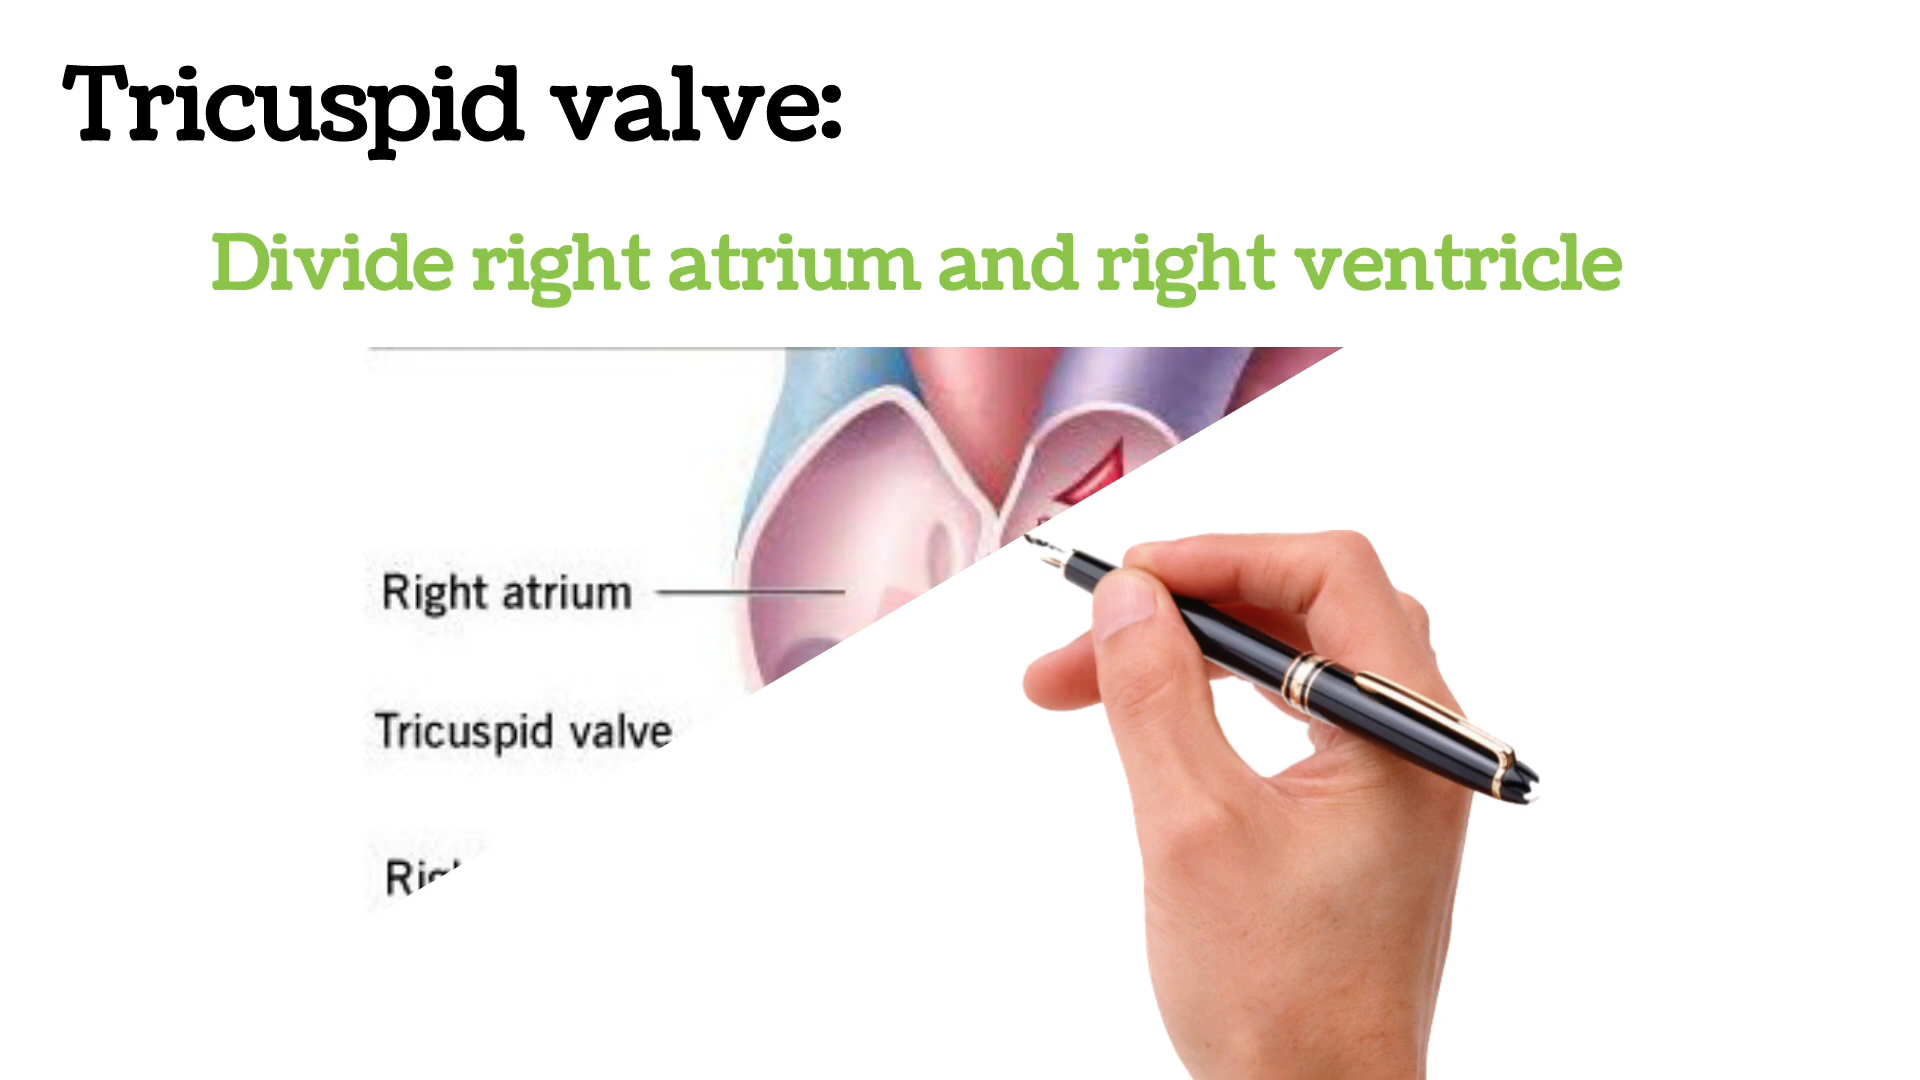 Tricuspid valve:
Divide right atrium and right ventricle
Right atrium
Tricuspid valve